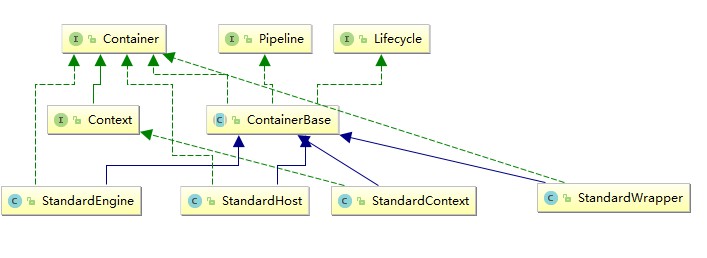 I Container
I Pipeline
I Lifecycle
I Context
C ContainerBase
C StandardEngine
C StandardHost
C StandardContext
C StandardWrapper